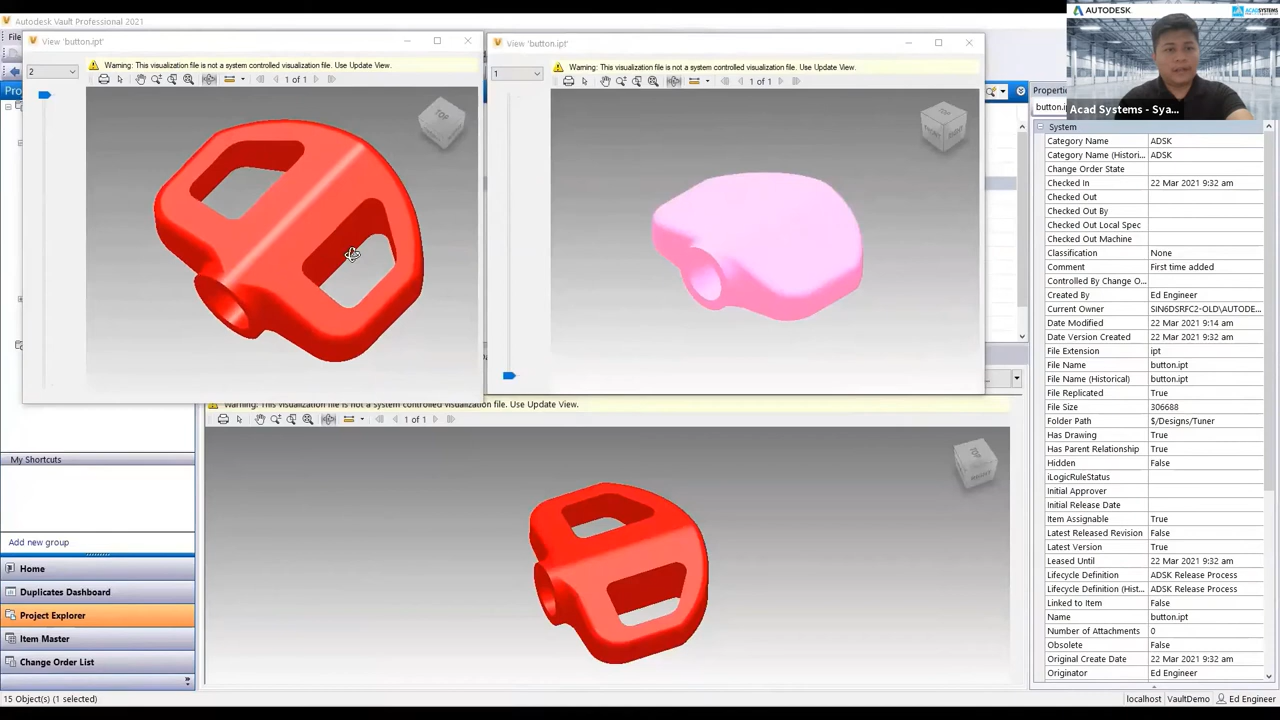 Autodesk Vault Professional 2021
AUTODESK
ACADSYSTEMS
File
View 'button.ipt'
Warning: This visualization file is not a system controlled visualization file. Use Update View.
2
1 of 1
TOP
View 'button.ipt'
Warning: This visualization file is not a system controlled visualization file. Use Update View.
1
1 of 1
Properties
button.ipt
Acad Systems - Sya...
System
Category Name ADSK
Category Name (Histori... ADSK
Change Order State
Checked In 22 Mar 2021 9:32 am
Checked Out
Checked Out By
Checked Out Local Spec
Checked Out Machine
Classification None
Comment First time added
Controlled By Change O...
Created By Ed Engineer
Current Owner SIN6DSRFC2-OLD\AUTODE...
Date Modified 22 Mar 2021 9:14 am
Date Version Created 22 Mar 2021 9:32 am
File Extension ipt
File Name button.ipt
File Name (Historical) button.ipt
File Replicated True
File Size 306688
Folder Path $/Designs/Tuner
Has Drawing True
Has Parent Relationship True
Hidden False
iLogicRuleStatus
Initial Approver
Initial Release Date
Item Assignable True
Latest Released Revision False
Latest Version True
Leased Until 22 Mar 2021 9:32 am
Lifecycle Definition ADSK Release Process
Lifecycle Definition (Hist... ADSK Release Process
Linked to Item False
Name button.ipt
Number of Attachments 0
Obsolete False
Original Create Date 22 Mar 2021 9:32 am
Originator Ed Engineer
Warning: This visualization file is not a system controlled visualization file. Use Update View.
1 of 1
TOP
FRONT
My Shortcuts
Add new group
Home
Duplicates Dashboard
Project Explorer
Item Master
Change Order List
15 Object(s) (1 selected)
localhost VaultDemo Ed Engineer